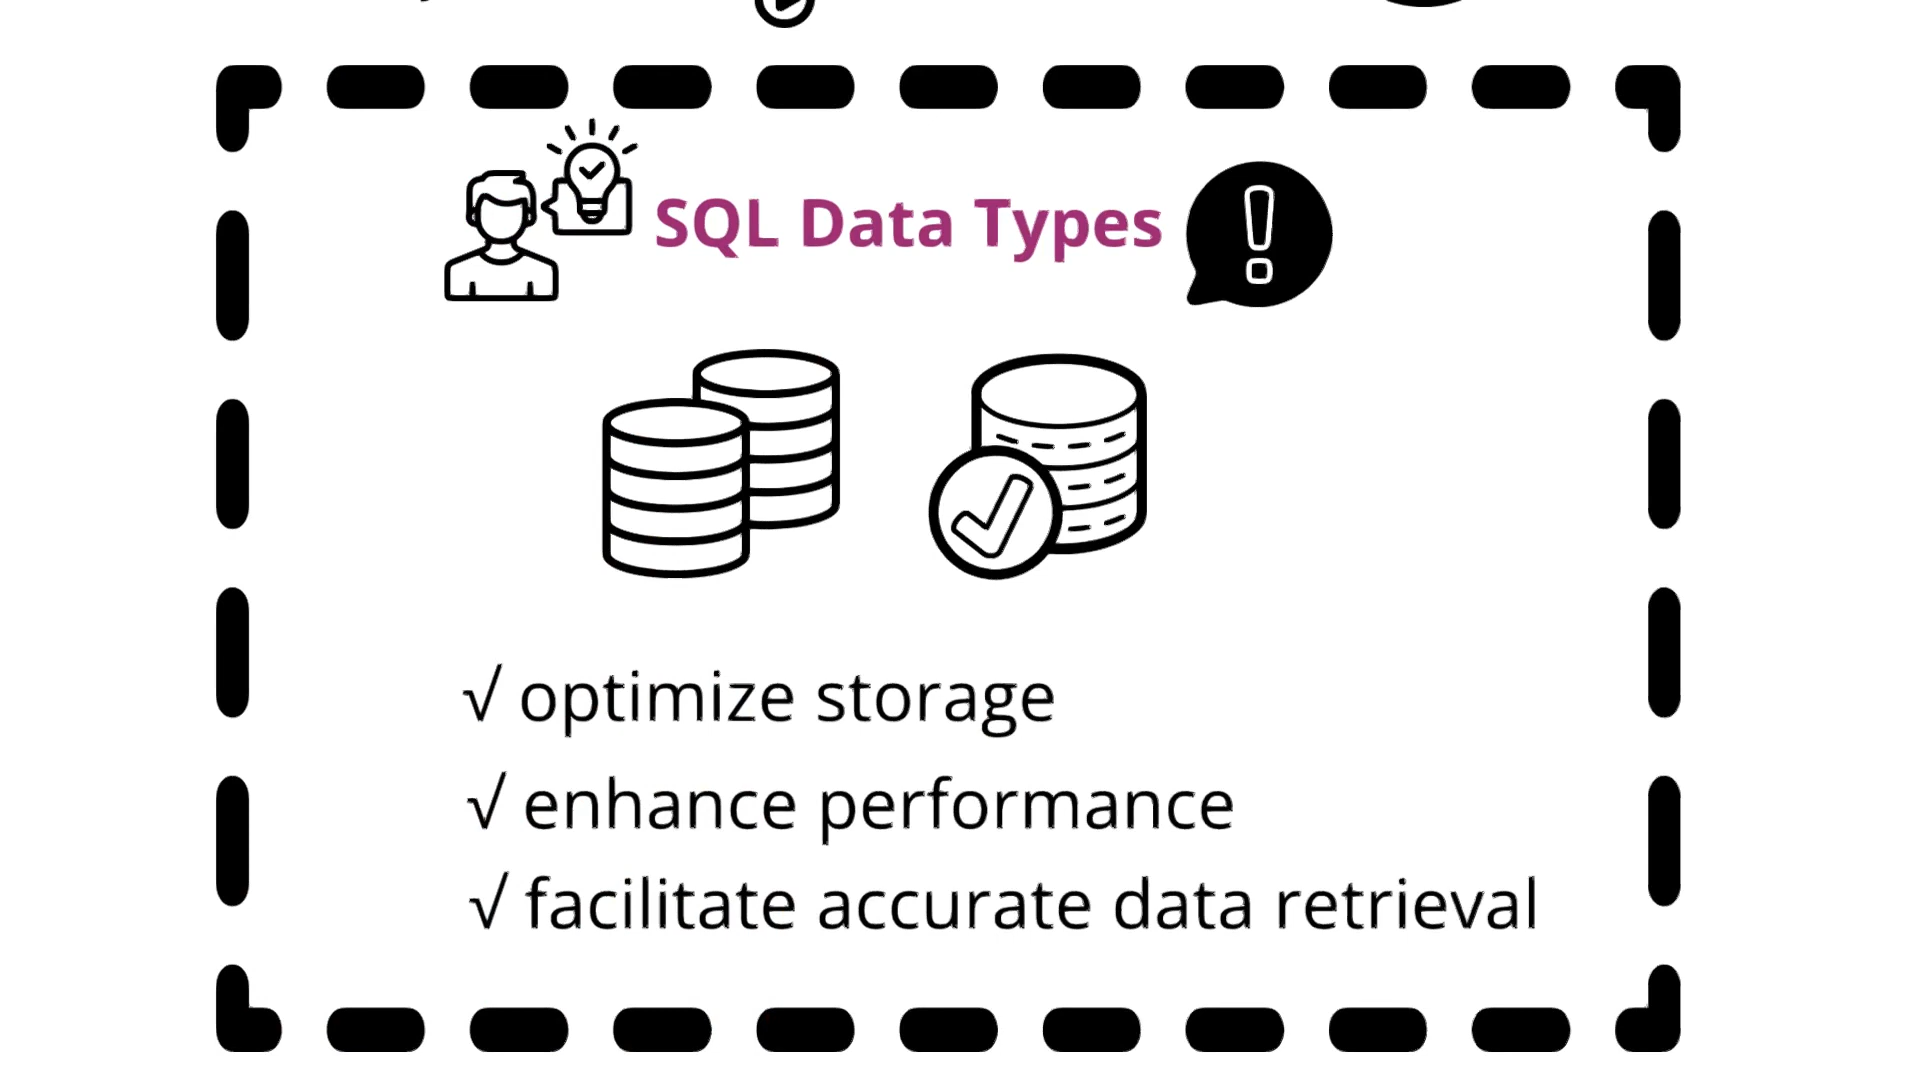 SQL Data Types
√ optimize storage
√ enhance performance
√ facilitate accurate data retrieval